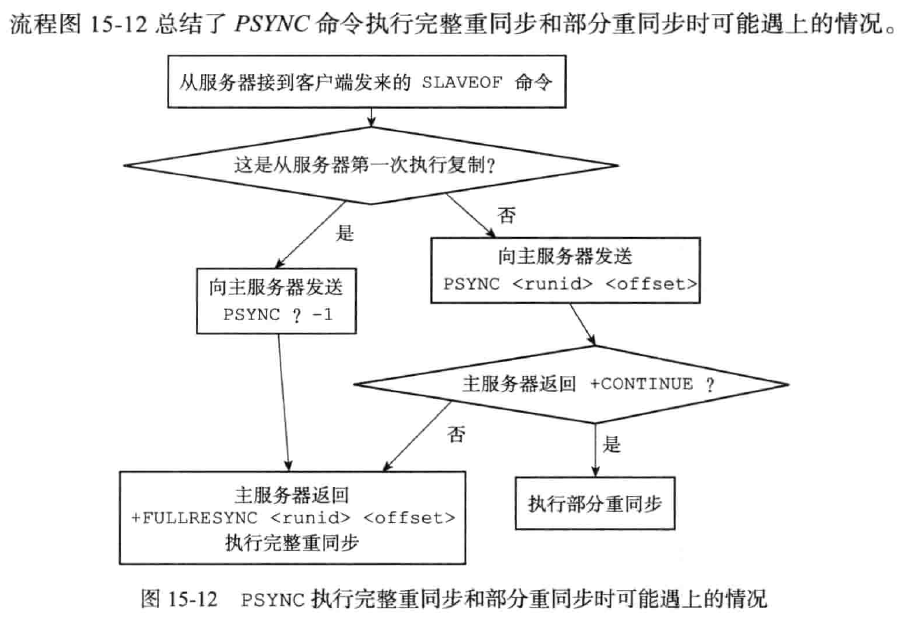 流程图 15-12 总结了 PSYNC 命令执行完整重同步和部分重同步时可能遇上的情况。
从服务器接到客户端发来的 SLAVEOF 命令
这是从服务器第一次执行复制?
是
否
向主服务器发送
PSYNC ? -1
向主服务器发送
PSYNC <runid> <offset>
主服务器返回 +CONTINUE ?
否
是
主服务器返回
+FULLRESYNC <runid> <offset>
执行完整重同步
执行部分重同步
图 15-12 PSYNC 执行完整重同步和部分重同步时可能遇上的情况